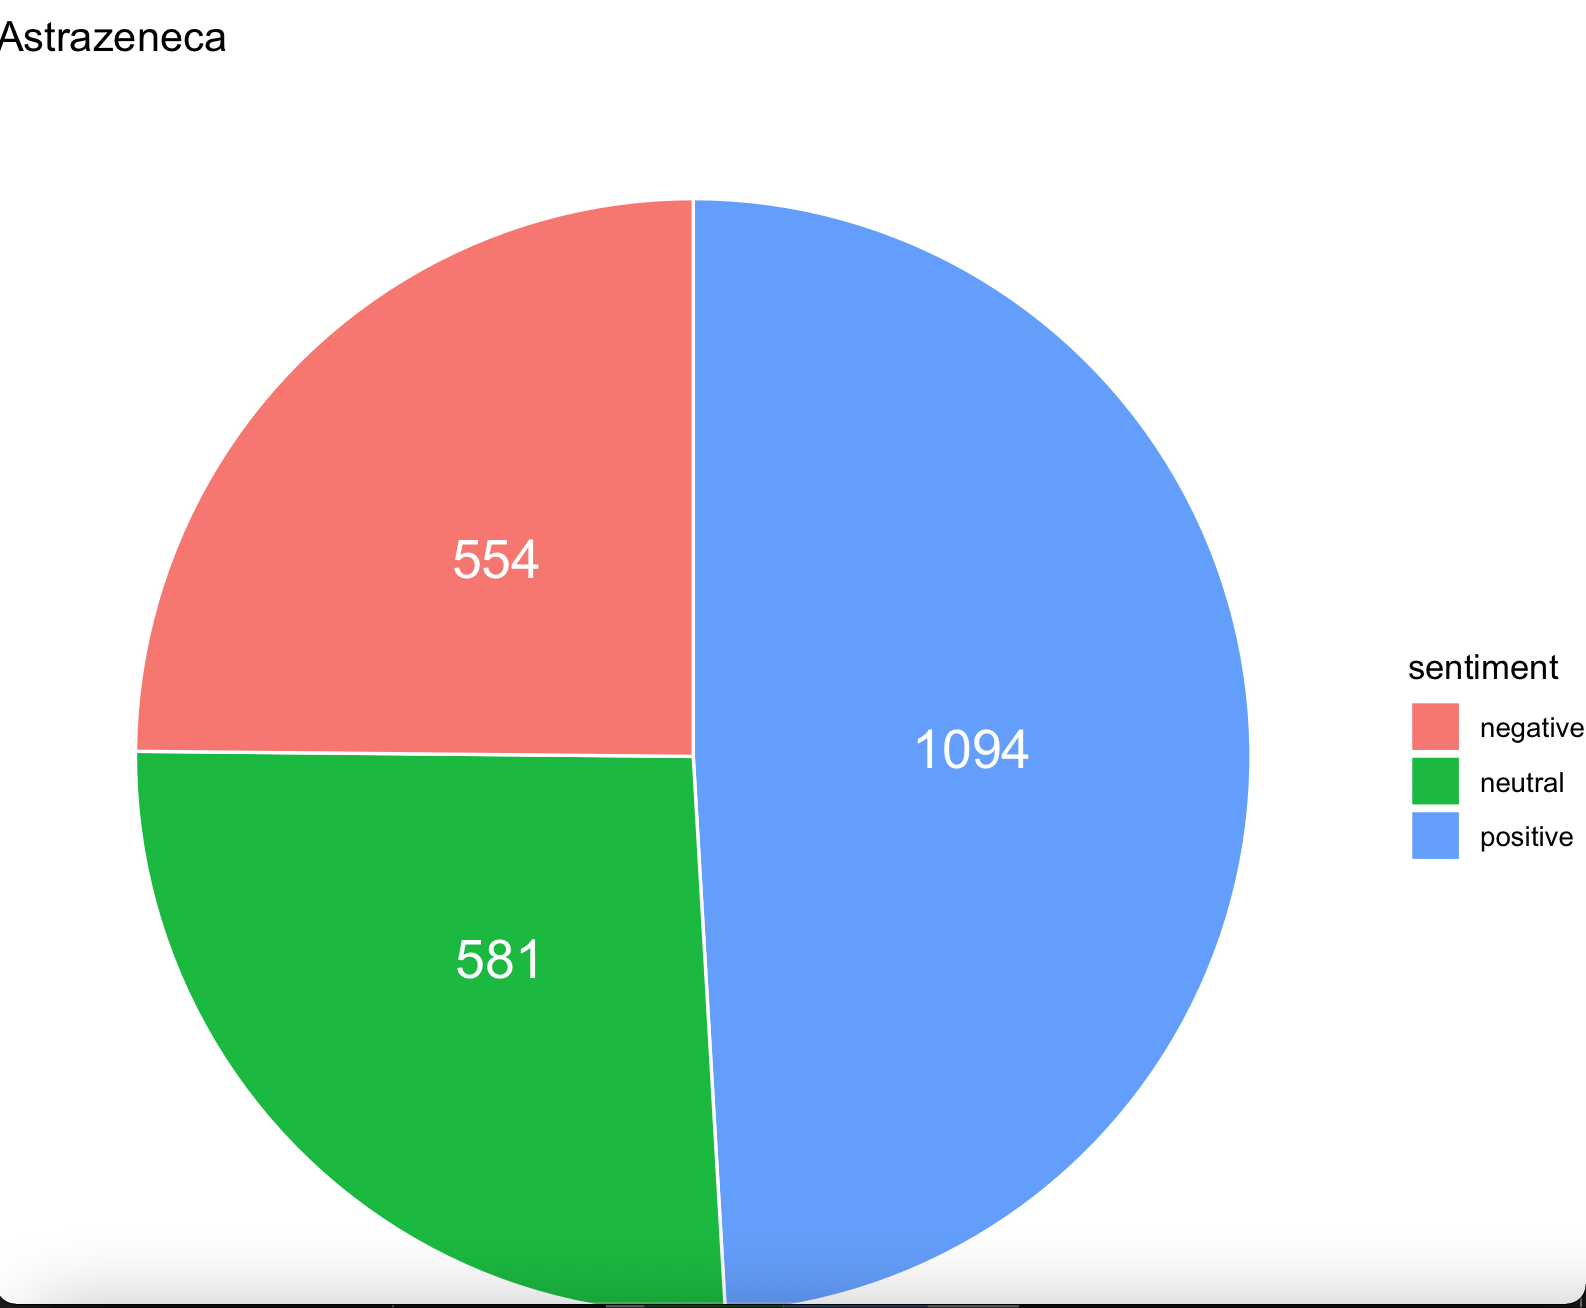 Astrazeneca
554
1094
581
sentiment
negative
neutral
positive